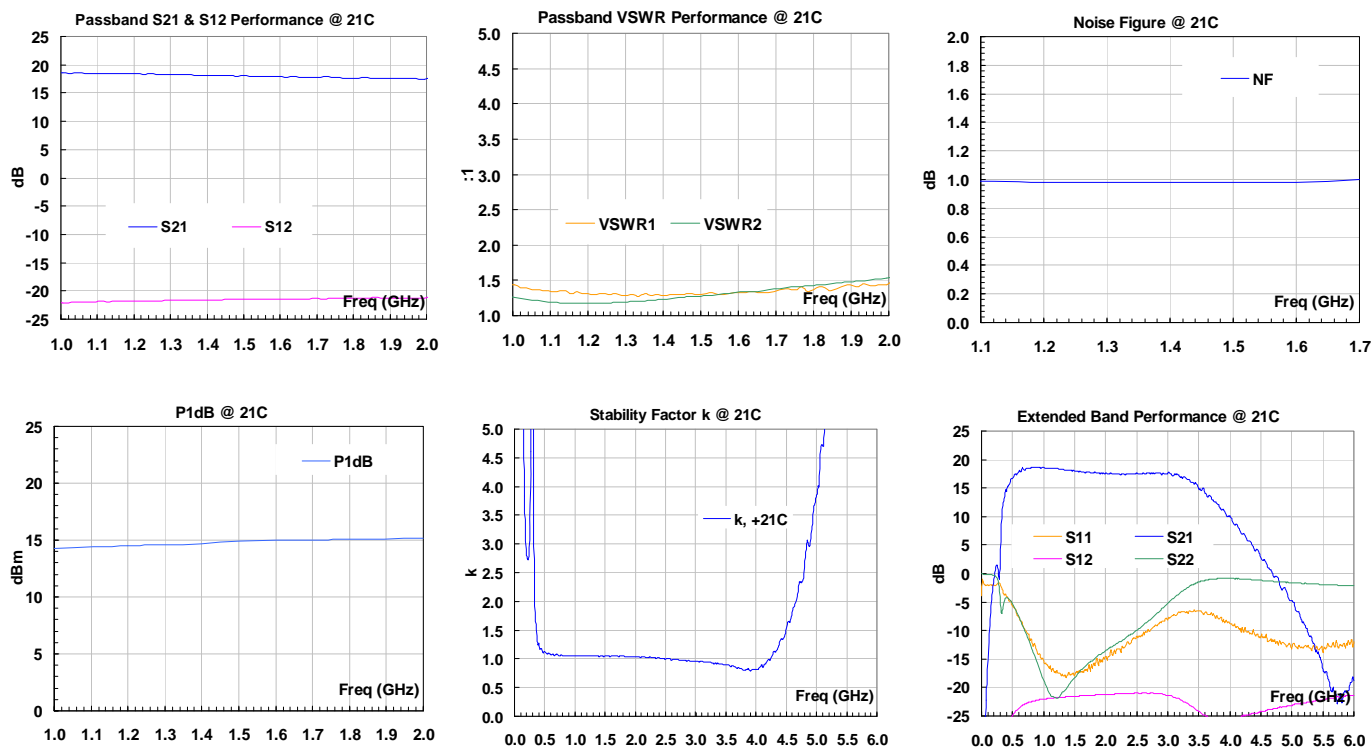 Passband S21 & S12 Performance @ 21C
25
20
15
10
5
0
-5
-10
-15
-20
-25
dB
S21
S12
Freq (GHz)
1.0 1.1 1.2 1.3 1.4 1.5 1.6 1.7 1.8 1.9 2.0
Passband VSWR Performance @ 21C
5.0
4.5
4.0
3.5
3.0
2.5
2.0
1.5
1.0
:1
VSWR1
VSWR2
Freq (GHz)
1.0 1.1 1.2 1.3 1.4 1.5 1.6 1.7 1.8 1.9 2.0
Noise Figure @ 21C
2.0
1.8
1.6
1.4
1.2
1.0
0.8
0.6
0.4
0.2
0.0
dB
NF
Freq (GHz)
1.1 1.2 1.3 1.4 1.5 1.6 1.7
P1dB @ 21C
25
20
15
10
5
0
dBm
P1dB
Freq (GHz)
1.0 1.1 1.2 1.3 1.4 1.5 1.6 1.7 1.8 1.9 2.0
Stability Factor k @ 21C
5.0
4.5
4.0
3.5
3.0
2.5
2.0
1.5
1.0
0.5
0.0
k
k, +21C
Freq (GHz)
0.0 0.5 1.0 1.5 2.0 2.5 3.0 3.5 4.0 4.5 5.0 5.5 6.0
Extended Band Performance @ 21C
25
20
15
10
5
0
-5
-10
-15
-20
-25
dB
S11
S21
S12
S22
Freq (GHz)
0.0 0.5 1.0 1.5 2.0 2.5 3.0 3.5 4.0 4.5 5.0 5.5 6.0